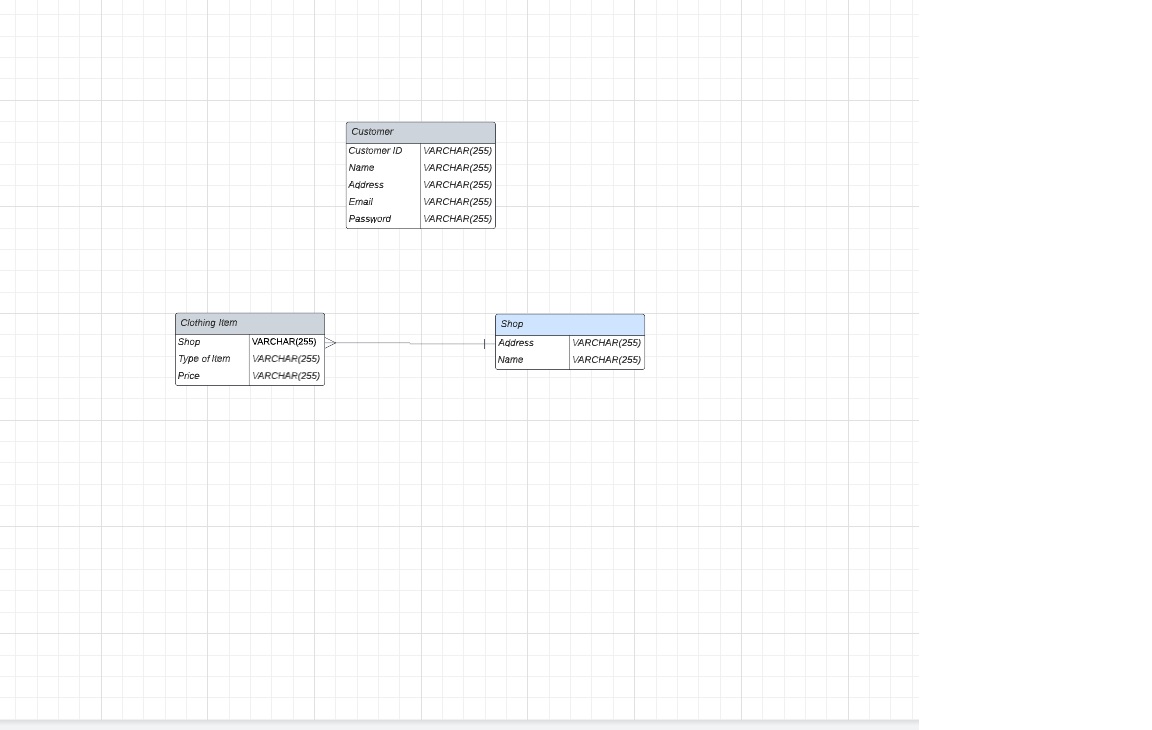 Customer
Customer ID VARCHAR(255)
Name VARCHAR(255)
Address VARCHAR(255)
Email VARCHAR(255)
Password VARCHAR(255)
Clothing Item
Shop VARCHAR(255)
Type of Item VARCHAR(255)
Price VARCHAR(255)
Shop
Address VARCHAR(255)
Name VARCHAR(255)